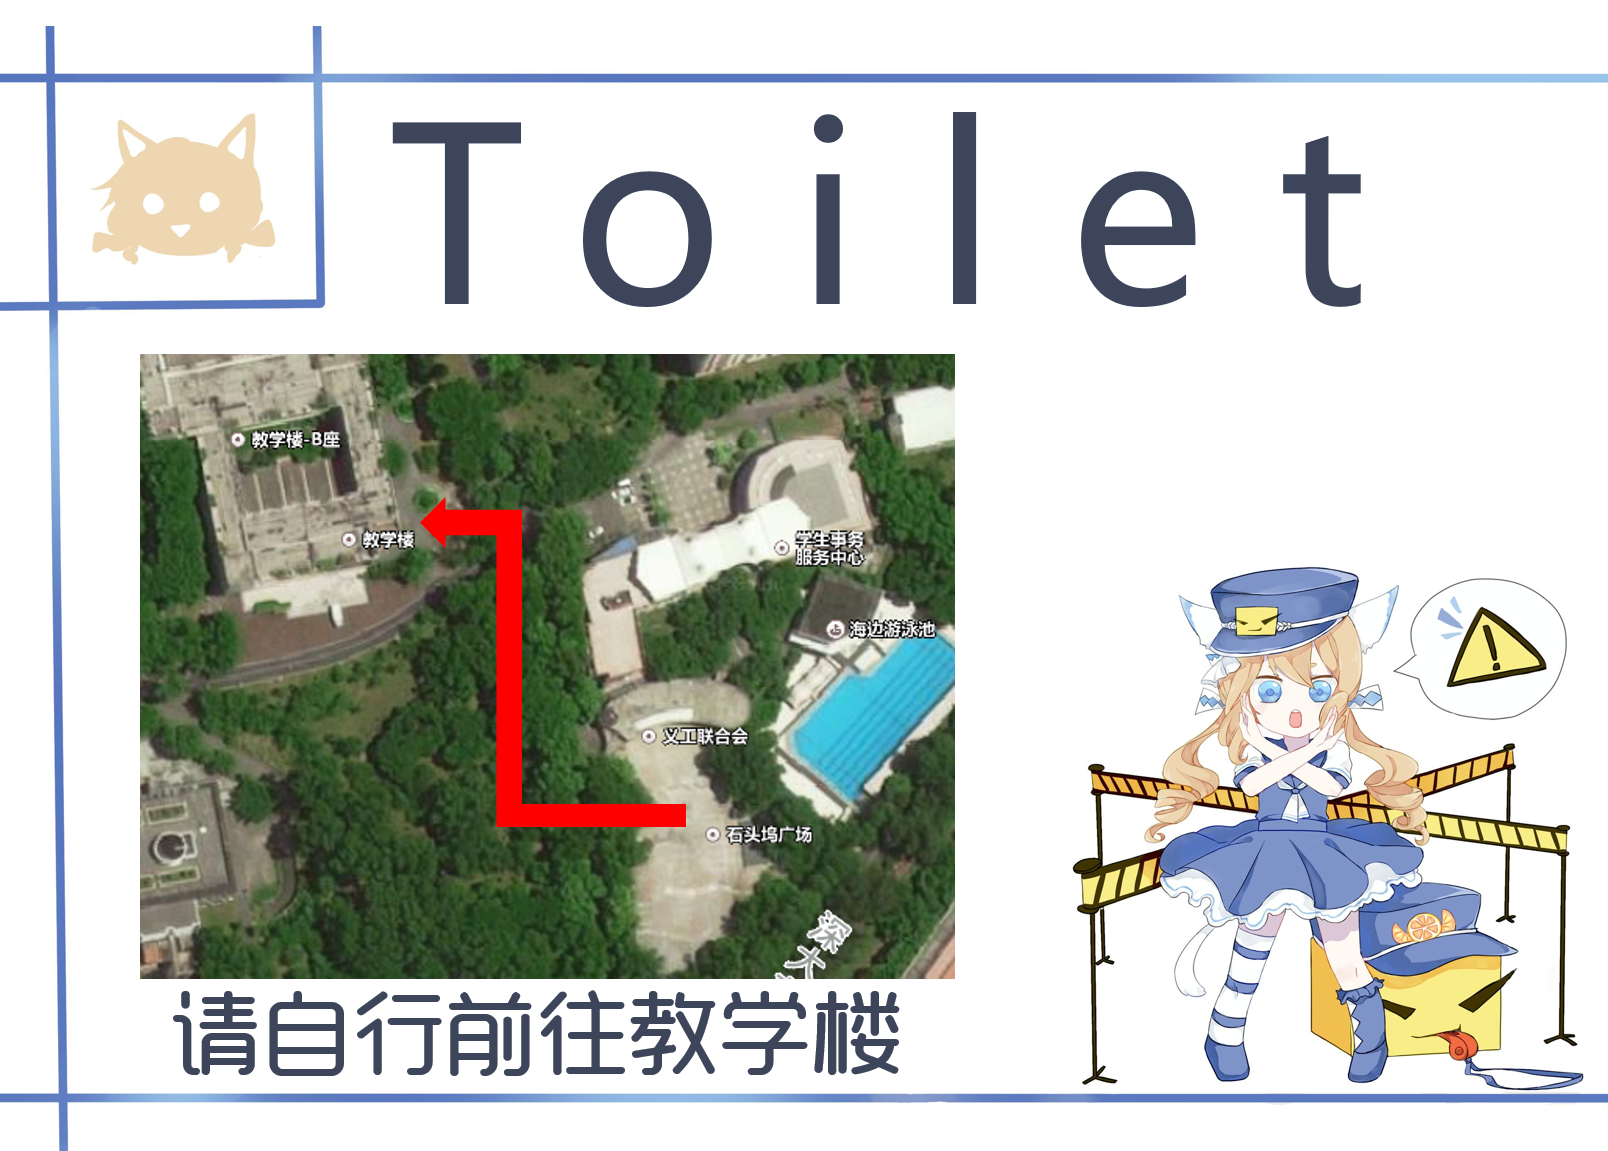 Toilet
教学楼-B座
教学楼
学生事务
服务中心
海边游泳池
义工联合会
石头坞广场
深大
请自行前往教学楼